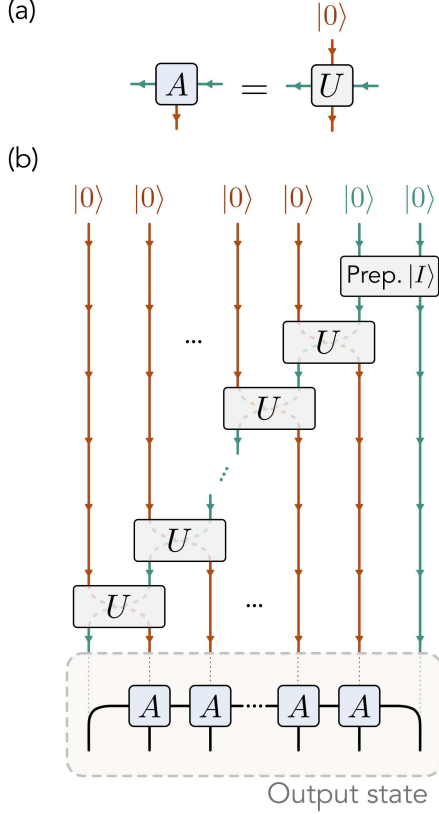 (a)
|0⟩
A = U
(b)
|0⟩ |0⟩ |0⟩ |0⟩ |0⟩ |0⟩
Prep. |I⟩
... U
U
⋰
U
U ...
A A ···· A A
Output state